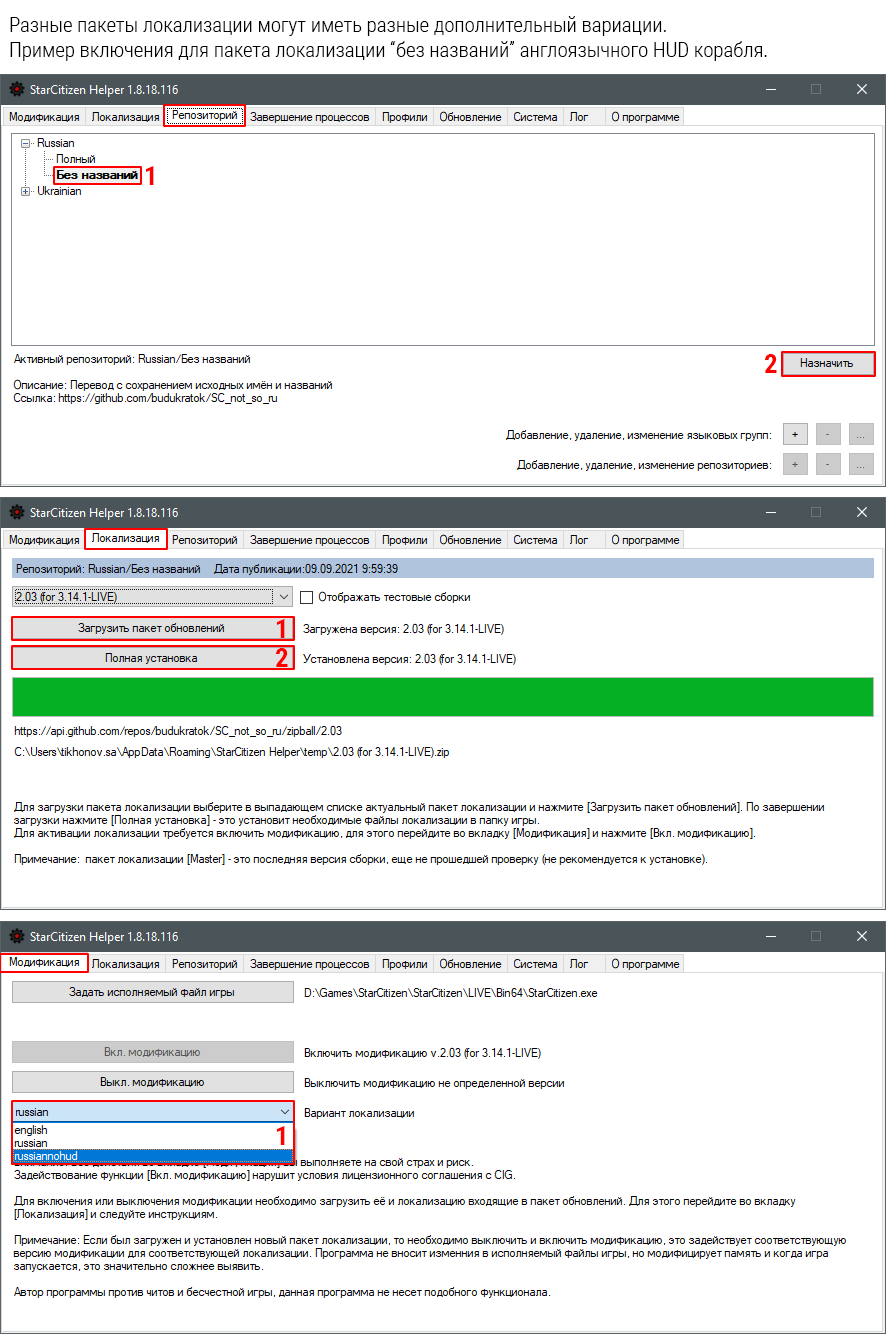 Разные пакеты локализации могут иметь разные дополнительный вариации.
Пример включения для пакета локализации “без названий” англоязычного HUD корабля.
StarCitizen Helper 1.8.18.116
Модификация Локализация Репозиторий Завершение процессов Профили Обновление Система Лог О программе
Russian
Полный
Без названий 1
Ukrainian
Активный репозиторий: Russian/Без названий
2 Назначить
Описание: Перевод с сохранением исходных имён и названий
Ссылка: https://github.com/budukratok/SC_not_so_ru
Добавление, удаление, изменение языковых групп: + - ...
Добавление, удаление, изменение репозиториев: + - ...
StarCitizen Helper 1.8.18.116
Модификация Локализация Репозиторий Завершение процессов Профили Обновление Система Лог О программе
Репозиторий: Russian/Без названий Дата публикации:09.09.2021 9:59:39
2.03 (for 3.14.1-LIVE) Отображать тестовые сборки
Загрузить пакет обновлений 1 Загружена версия: 2.03 (for 3.14.1-LIVE)
Полная установка 2 Установлена версия: 2.03 (for 3.14.1-LIVE)
https://api.github.com/repos/budukratok/SC_not_so_ru/zipball/2.03
C:\Users\tikhonov.sa\AppData\Roaming\StarCitizen Helper\temp\2.03 (for 3.14.1-LIVE).zip
Для загрузки пакета локализации выберите в выпадающем списке актуальный пакет локализации и нажмите [Загрузить пакет обновлений]. По завершении
загрузки нажмите [Полная установка] - это установит необходимые файлы локализации в папку игры.
Для активации локализации требуется включить модификацию, для этого перейдите во вкладку [Модификация] и нажмите [Вкл. модификацию].
Примечание: пакет локализации [Master] - это последняя версия сборки, еще не прошедшей проверку (не рекомендуется к установке).
StarCitizen Helper 1.8.18.116
Модификация Локализация Репозиторий Завершение процессов Профили Обновление Система Лог О программе
Задать исполняемый файл игры D:\Games\StarCitizen\StarCitizen\LIVE\Bin64\StarCitizen.exe
Вкл. модификацию Включить модификацию v.2.03 (for 3.14.1-LIVE)
Выкл. модификацию Выключить модификацию не определенной версии
russian Вариант локализации
english
russian 1
russiannohud
выполняете на свой страх и риск.
Задействование функции [Вкл. модификацию] нарушит условия лицензионного соглашения с CIG.
Для включения или выключения модификации необходимо загрузить её и локализацию входящие в пакет обновлений. Для этого перейдите во вкладку
[Локализация] и следуйте инструкциям.
Примечание: Если был загружен и установлен новый пакет локализации, то необходимо выключить и включить модификацию, это задействует соответствующую
версию модификации для соответствующей локализации. Программа не вносит изменния в исполняемый файлы игры, но модифицирует память и когда игра
запускается, это значительно сложнее выявить.
Автор программы против читов и бесчестной игры, данная программа не несет подобного функционала.